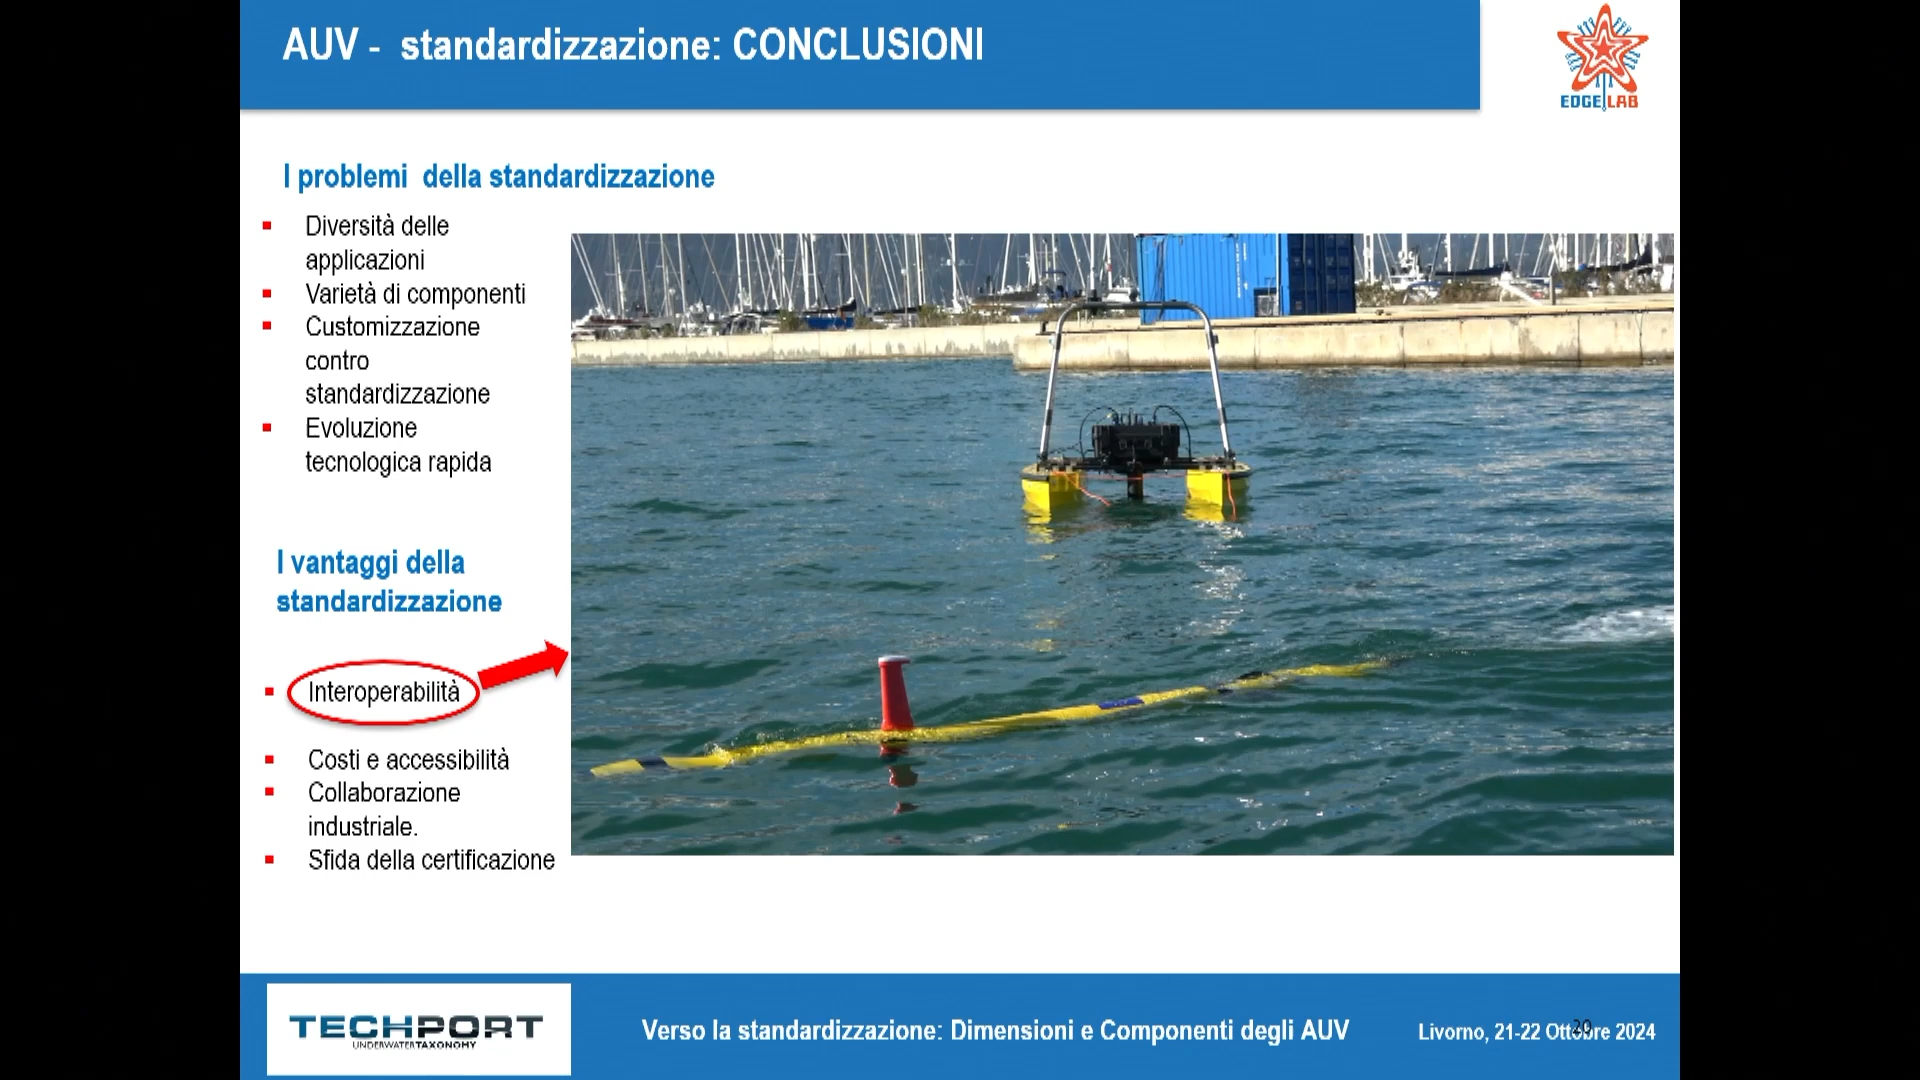 AUV - standardizzazione: CONCLUSIONI
EDGE LAB
I problemi della standardizzazione
Diversità delle
applicazioni
Varietà di componenti
Customizzazione
contro
standardizzazione
Evoluzione
tecnologica rapida
I vantaggi della
standardizzazione
Interoperabilità
Costi e accessibilità
Collaborazione
industriale.
Sfida della certificazione
TECHPORT
UNDERWATERTAXONOMY
Verso la standardizzazione: Dimensioni e Componenti degli AUV
Livorno, 21-22 Ottobre 2024
20